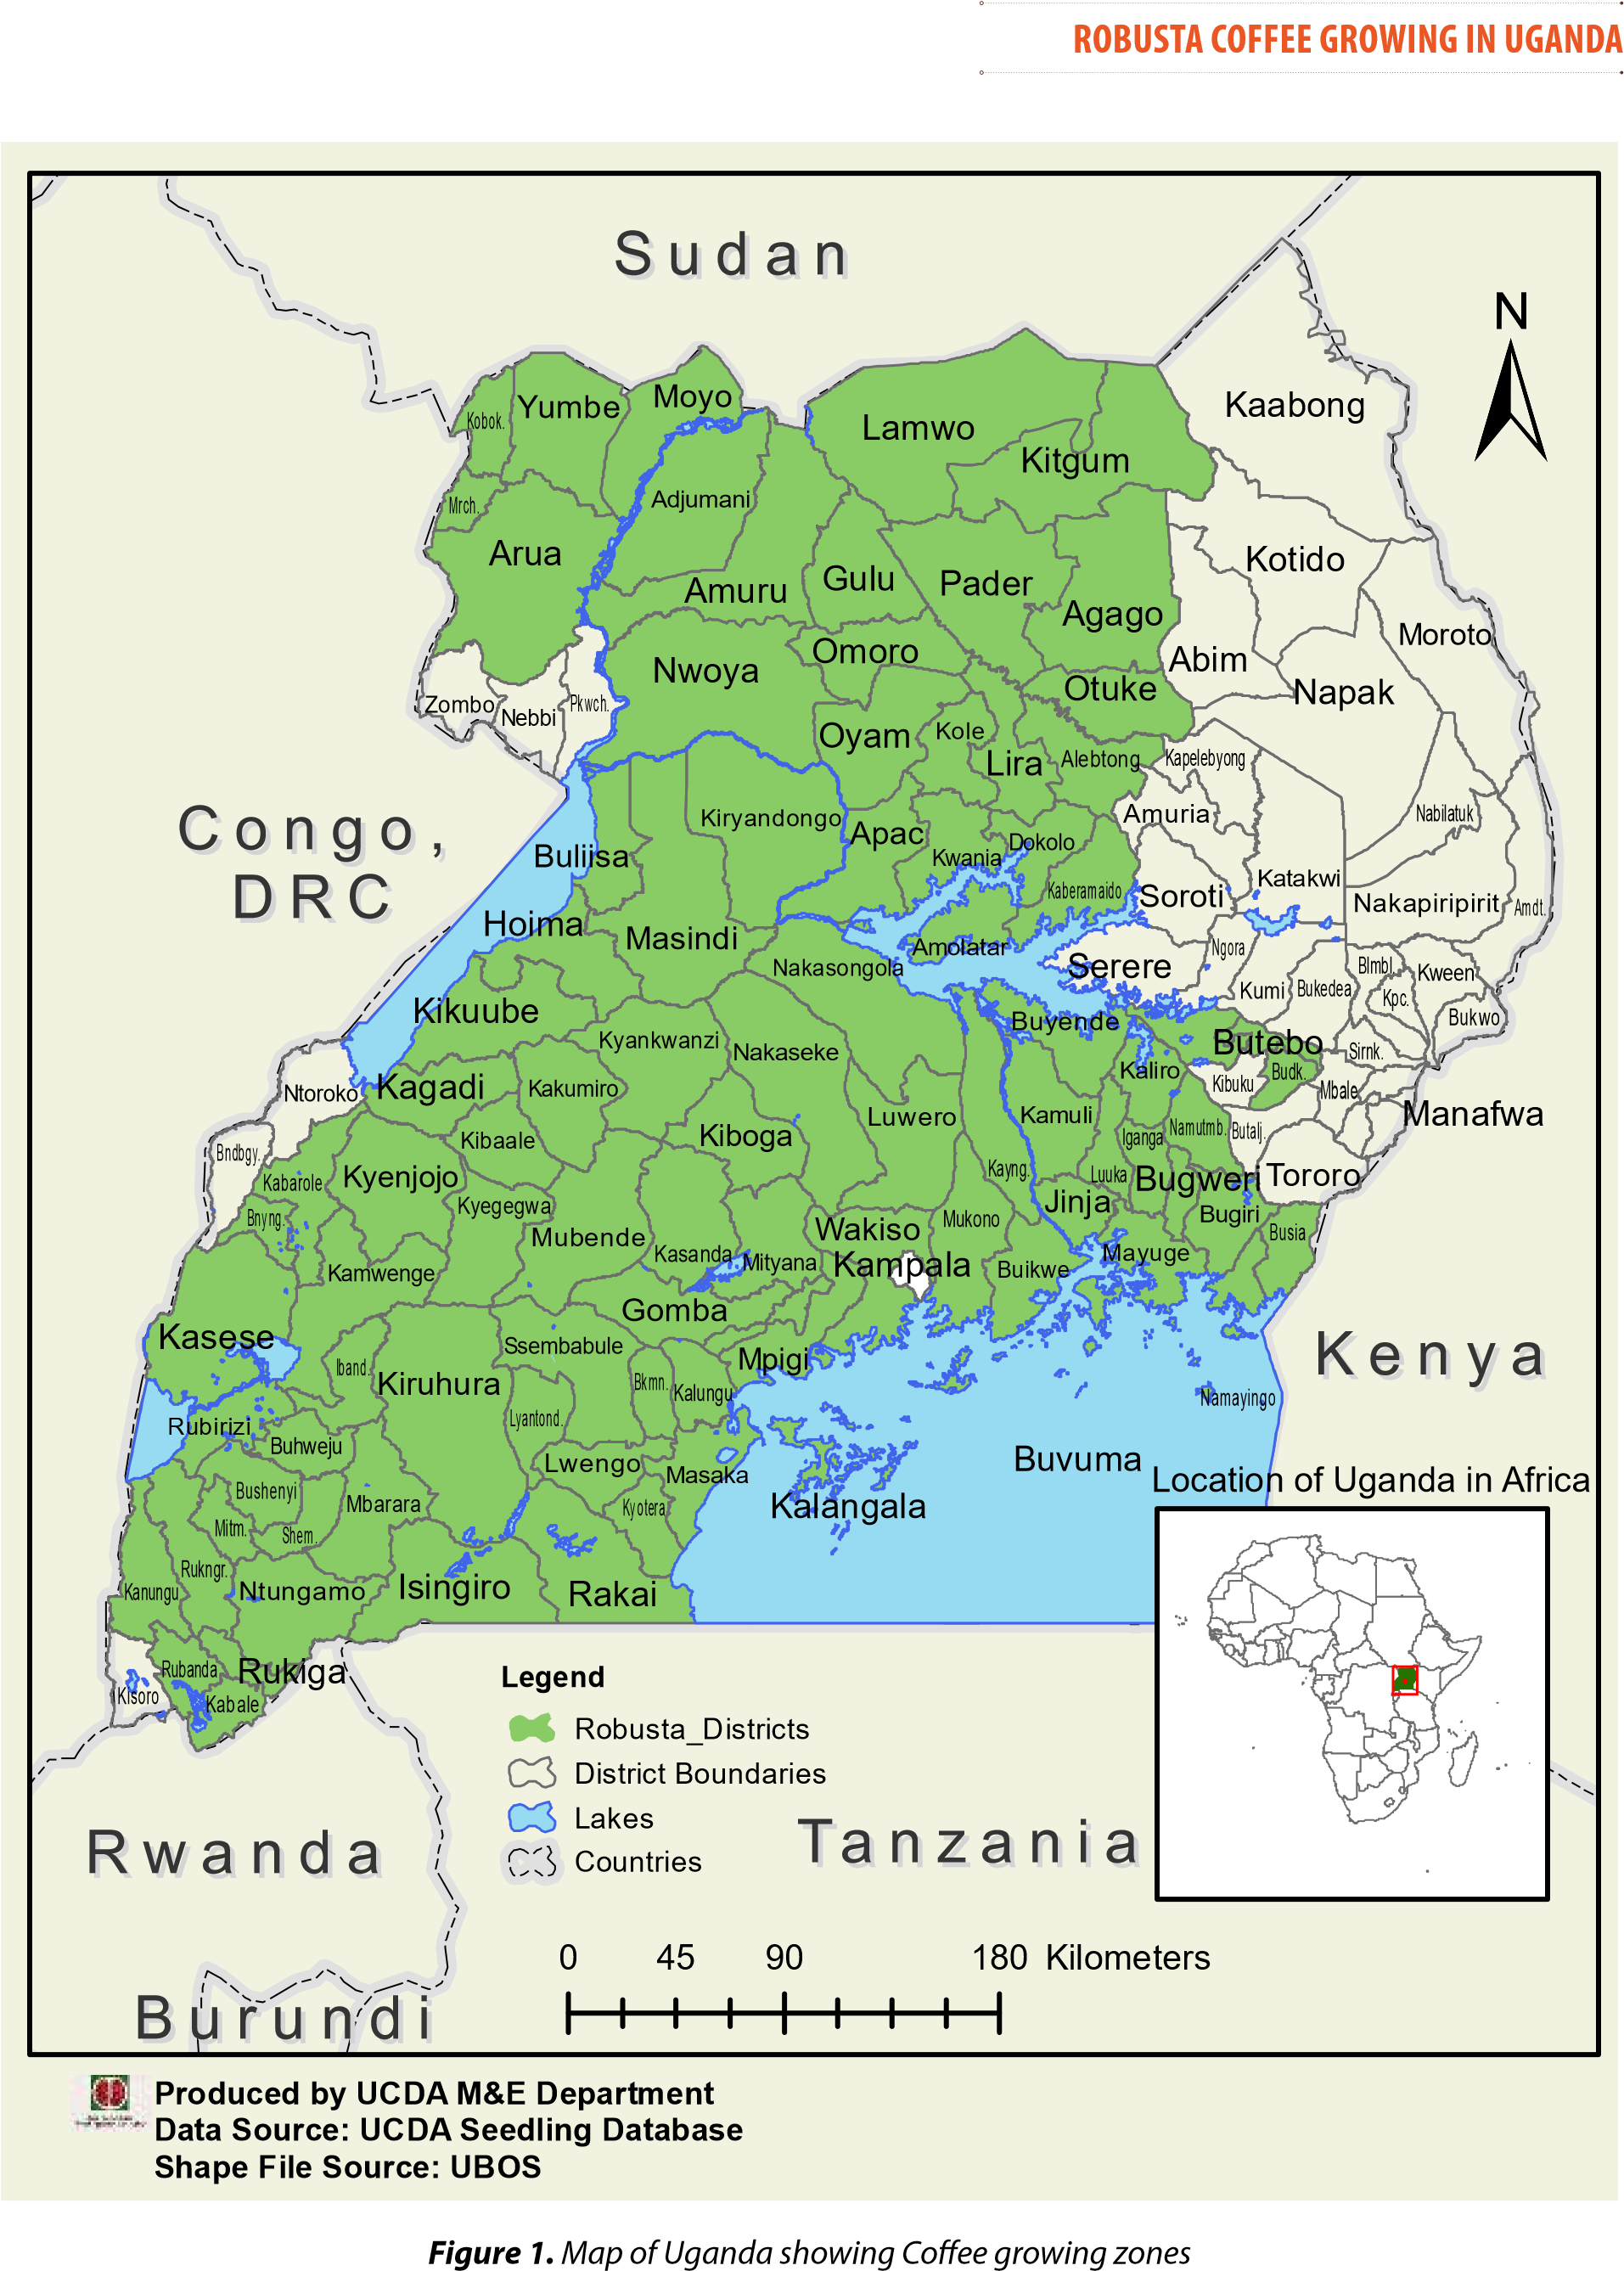 ROBUSTA COFFEE GROWING IN UGANDA
Sudan
N
Kaabong
Moyo
Yumbe
Kobok.
Lamwo
Kitgum
Adjumani
Mrch.
Arua
Kotido
Amuru
Gulu
Pader
Agago
Moroto
Omoro
Abim
Nwoya
Otuke
Napak
Zombo
Nebbi
Pkwch.
Oyam
Kole
Lira
Alebtong
Kapelebyong
Congo,
DRC
Kiryandongo
Apac
Amuria
Nabilatuk
Buliisa
Kwania
Dokolo
Katakwi
Kaberamaido
Soroti
Nakapiripirit
Amdt.
Hoima
Masindi
Amolatar
Ngora
Nakasongola
Serere
Blmbl.
Kween
Kumi
Bukedea
Kpc.
Kikuube
Buyende
Bukwo
Kyankwanzi
Nakaseke
Butebo
Sirnk.
Kaliro
Budk.
Kibuku
Ntoroko
Kagadi
Kakumiro
Mbale
Luwero
Kamuli
Manafwa
Kibaale
Kiboga
Iganga
Namutmb.
Butalj.
Bndbgy.
Kabarole
Kyenjojo
Kayng.
Luuka
Bugweri
Tororo
Kyegegwa
Jinja
Bnyng.
Mukono
Bugiri
Mubende
Wakiso
Busia
Kasanda
Mityana
Kampala
Buikwe
Mayuge
Kamwenge
Gomba
Kasese
Ssembabule
Mpigi
Kenya
Iband.
Kiruhura
Bkmn.
Kalungu
Namayingo
Lyantond.
Rubirizi
Buhweju
Lwengo
Masaka
Buvuma
Location of Uganda in Africa
Bushenyi
Mbarara
Kyotera
Kalangala
Mitm.
Shem.
Rukngr.
Kanungu
Ntungamo
Isingiro
Rakai
Rubanda
Rukiga
Kisoro
Kabale
Legend
Robusta_Districts
District Boundaries
Lakes
Countries
Rwanda
Tanzania
Burundi
0 45 90 180 Kilometers
Produced by UCDA M&E Department
Data Source: UCDA Seedling Database
Shape File Source: UBOS
Figure 1. Map of Uganda showing Coffee growing zones